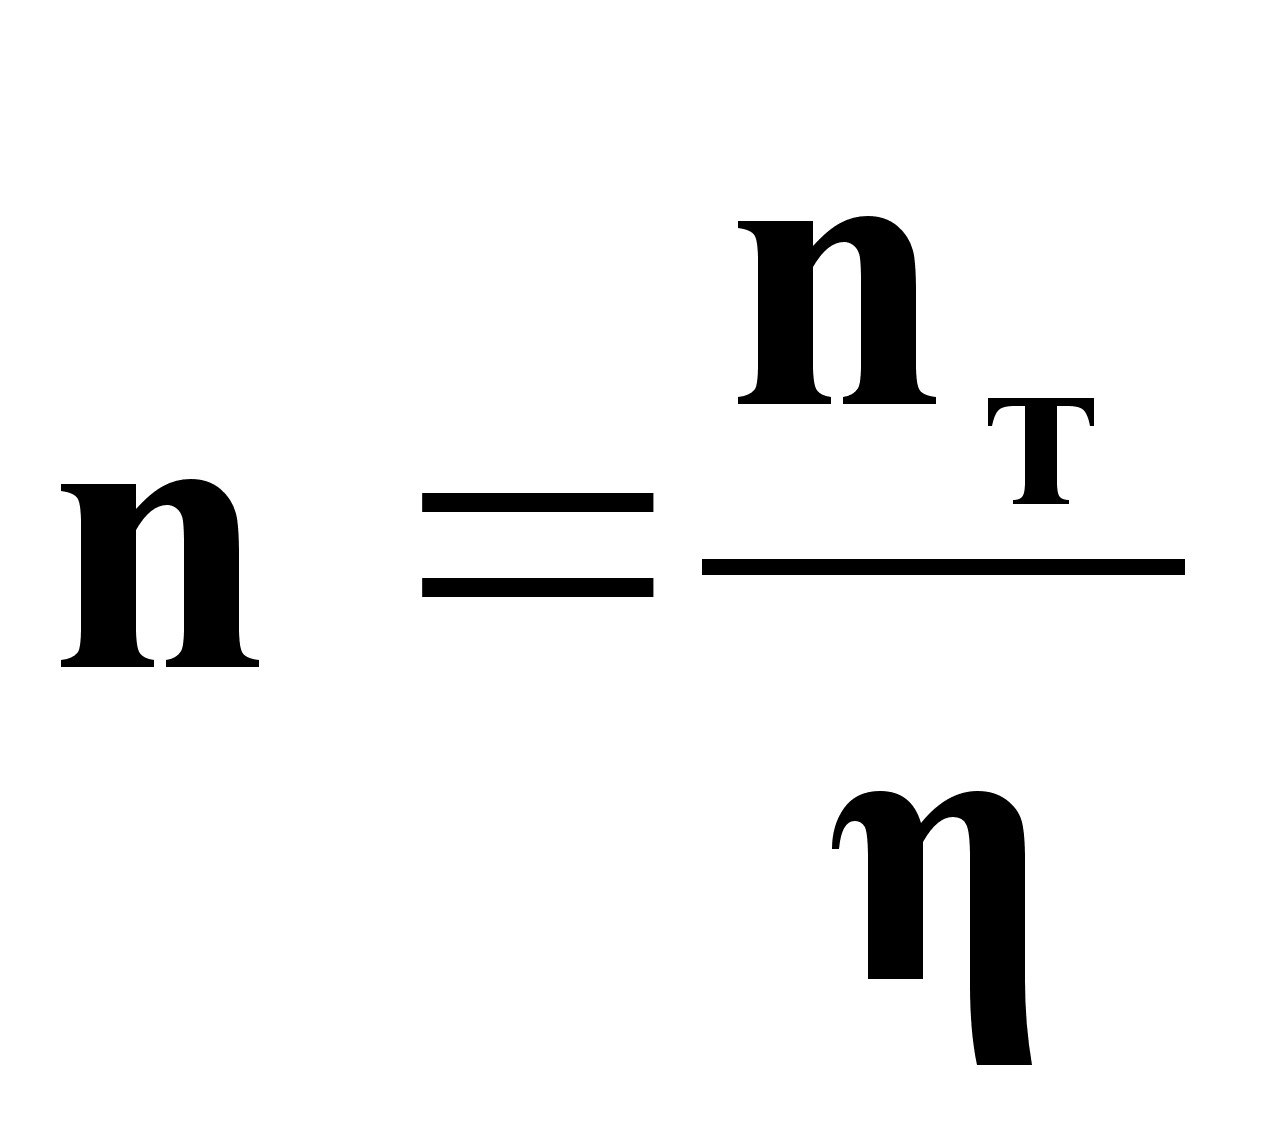 n = nт
η